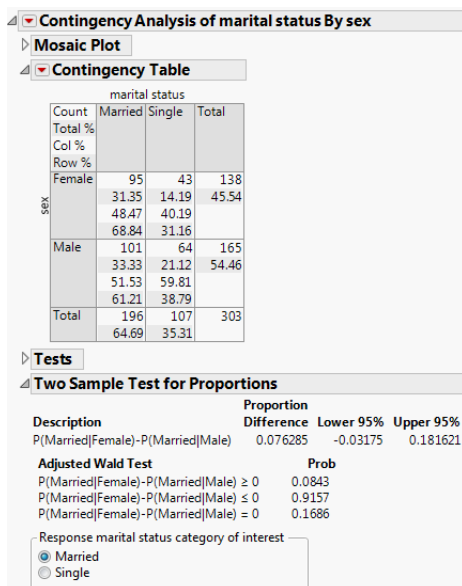 Contingency Analysis of marital status By sex
Mosaic Plot
Contingency Table
marital status
Count Married Single Total
Total %
Col %
Row %
sex
Female 95 43 138
31.35 14.19 45.54
48.47 40.19
68.84 31.16
Male 101 64 165
33.33 21.12 54.46
51.53 59.81
61.21 38.79
Total 196 107 303
64.69 35.31
Tests
Two Sample Test for Proportions
Proportion
Description Difference Lower 95% Upper 95%
P(Married|Female)-P(Married|Male) 0.076285 -0.03175 0.181621
Adjusted Wald Test Prob
P(Married|Female)-P(Married|Male) ≥ 0 0.0843
P(Married|Female)-P(Married|Male) ≤ 0 0.9157
P(Married|Female)-P(Married|Male) = 0 0.1686
Response marital status category of interest
Married
Single